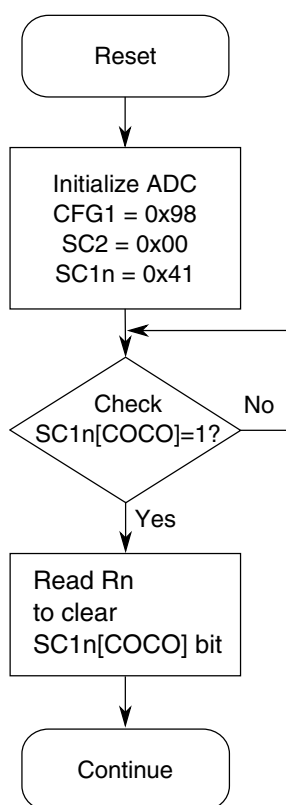 Reset
Initialize ADC
CFG1 = 0x98
SC2 = 0x00
SC1n = 0x41
Check
SC1n[COCO]=1?
No
Yes
Read Rn
to clear
SC1n[COCO] bit
Continue